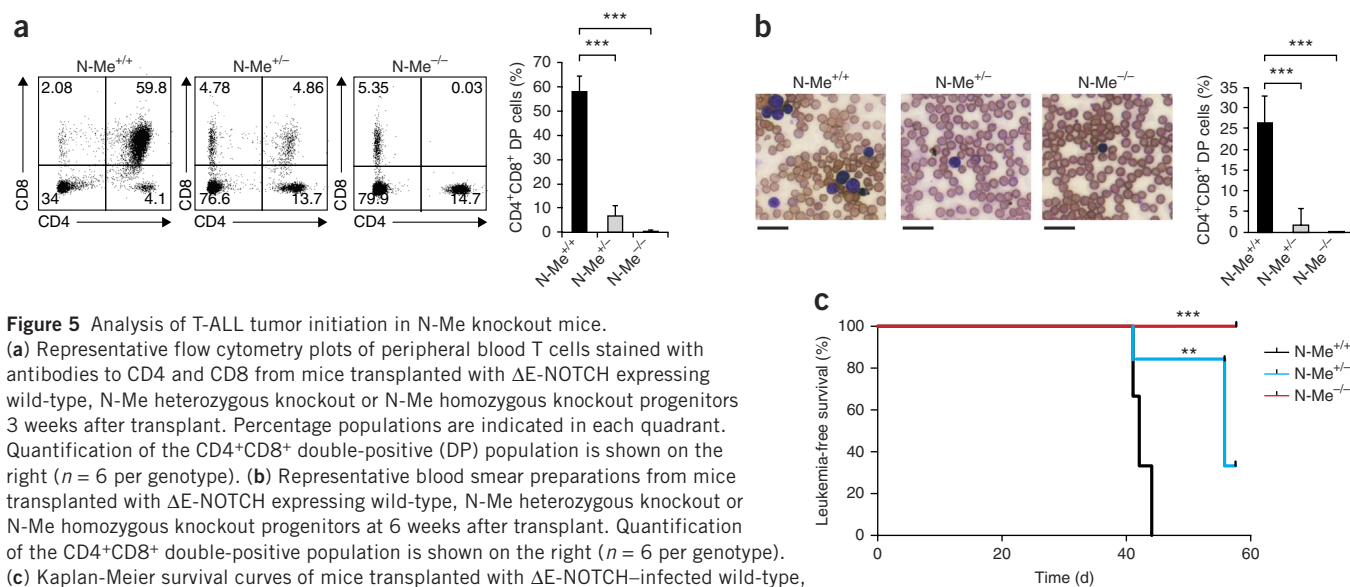 a
N-Me+/+
N-Me+/–
N-Me–/–
2.08
59.8
34
4.1
CD8
CD4
4.78
4.86
76.6
13.7
CD8
CD4
5.35
0.03
79.9
14.7
CD8
CD4
***
***
CD4+CD8+ DP cells (%)
70
60
50
40
30
20
10
0
N-Me+/+
N-Me+/–
N-Me–/–
b
N-Me+/+
N-Me+/–
N-Me–/–
***
***
CD4+CD8+ DP cells (%)
35
30
25
20
15
10
5
0
N-Me+/+
N-Me+/–
N-Me–/–
Figure 5 Analysis of T-ALL tumor initiation in N-Me knockout mice.
(a) Representative flow cytometry plots of peripheral blood T cells stained with
antibodies to CD4 and CD8 from mice transplanted with ΔE-NOTCH expressing
wild-type, N-Me heterozygous knockout or N-Me homozygous knockout progenitors
3 weeks after transplant. Percentage populations are indicated in each quadrant.
Quantification of the CD4+CD8+ double-positive (DP) population is shown on the
right (n = 6 per genotype). (b) Representative blood smear preparations from mice
transplanted with ΔE-NOTCH expressing wild-type, N-Me heterozygous knockout or
N-Me homozygous knockout progenitors at 6 weeks after transplant. Quantification
of the CD4+CD8+ double-positive population is shown on the right (n = 6 per genotype).
(c) Kaplan-Meier survival curves of mice transplanted with ΔE-NOTCH–infected wild-type,
c
Leukemia-free survival (%)
100
80
60
40
20
0
***
**
0
20
40
60
Time (d)
N-Me+/+
N-Me+/–
N-Me–/–